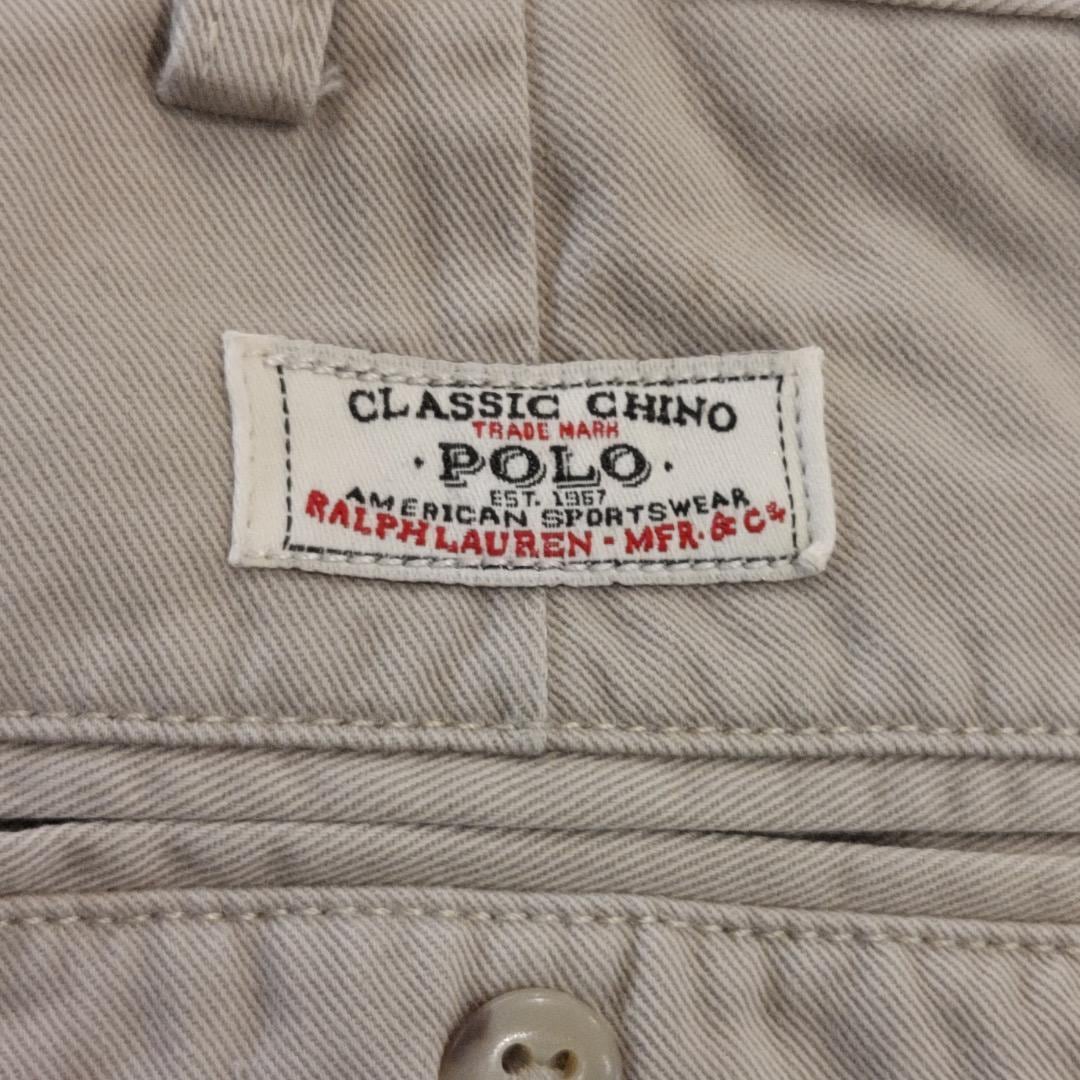 CLASSIC CHINO
TRADE MARK
· POLO ·
EST. 1967
AMERICAN SPORTSWEAR
RALPH LAUREN - MFR. & Co